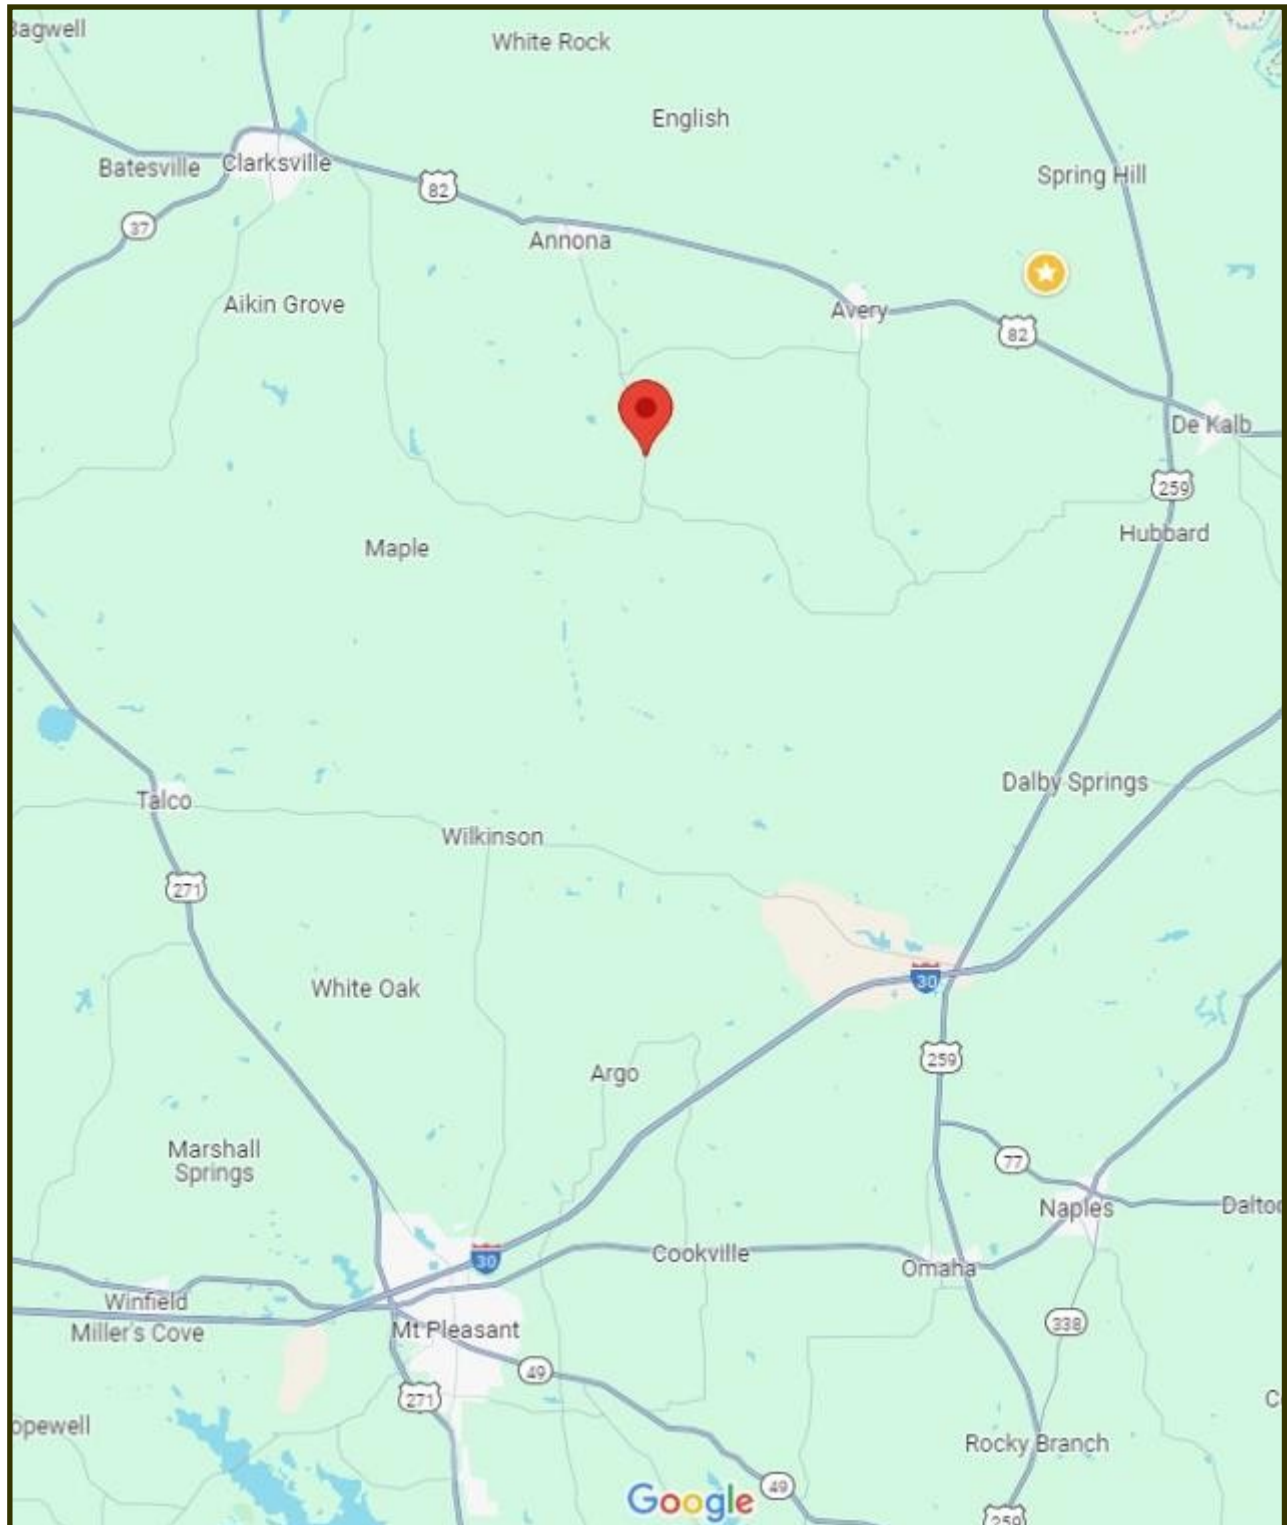 Bagwell
White Rock
English
Batesville
Clarksville
Spring Hill
82
37
Annona
Aikin Grove
Avery
82
De Kalb
259
Hubbard
Maple
Dalby Springs
Talco
Wilkinson
271
30
White Oak
259
Argo
Marshall
Springs
77
Naples
Dalto
Cookville
30
Omaha
Winfield
Miller's Cove
Mt Pleasant
338
49
271
opewell
C
Rocky Branch
49
Google
259